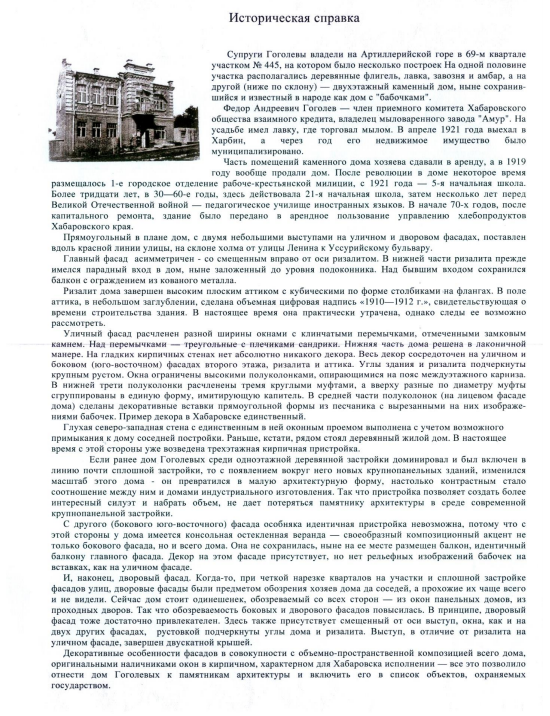 Историческая справка
Супруги Гоголевы владели на Артиллерийской горе в 69-м квартале
участком № 445, на котором было несколько построек На одной половине
участка располагались деревянные флигель, лавка, завозня и амбар, а на
другой (ниже по склону) — двухэтажный каменный дом, ныне сохранив-
шийся и известный в народе как дом с "бабочками".
Федор Андреевич Гоголев — член приемного комитета Хабаровского
общества взаимного кредита, владелец мыловаренного завода "Амур". На
усадьбе имел лавку, где торговал мылом. В апреле 1921 года выехал в
Харбин, а через год его недвижимое имущество было
муниципализировано.
Часть помещений каменного дома хозяева сдавали в аренду, а в 1919
году вообще продали дом. После революции в доме некоторое время
размещалось 1-е городское отделение рабоче-крестьянской милиции, с 1921 года — 5-я начальная школа.
Более тридцати лет, в 30—60-е годы, здесь действовала 21-я начальная школа, затем несколько лет перед
Великой Отечественной войной — педагогическое училище иностранных языков. В начале 70-х годов, после
капитального ремонта, здание было передано в арендное пользование управлению хлебопродуктов
Хабаровского края.
Прямоугольный в плане дом, с двумя небольшими выступами на уличном и дворовом фасадах, поставлен
вдоль красной линии улицы, на склоне холма от улицы Ленина к Уссурийскому бульвару.
Главный фасад асимметричен - со смещенным вправо от оси ризалитом. В нижней части ризалита прежде
имелся парадный вход в дом, ныне заложенный до уровня подоконника. Над бывшим входом сохранился
балкон с ограждением из кованого металла.
Ризалит дома завершен высоким плоским аттиком с кубическими по форме столбиками на флангах. В поле
аттика, в небольшом заглублении, сделана объемная цифровая надпись «1910—1912 г.», свидетельствующая о
времени строительства здания. В настоящее время она практически утрачена, однако следы ее возможно
рассмотреть.
Уличный фасад расчленен разной ширины окнами с клинчатыми перемычками, отмеченными замковым
камнем. Над перемычками — треугольные с плечиками сандрики. Нижняя часть дома решена в лаконичной
манере. На гладких кирпичных стенах нет абсолютно никакого декора. Весь декор сосредоточен на уличном и
боковом (юго-восточном) фасадах второго этажа, ризалита и аттика. Углы здания и ризалита подчеркнуты
крупным рустом. Окна ограничены высокими полуколонками, опирающимися на пояс междуэтажного карниза.
В нижней трети полуколонки расчленены тремя круглыми муфтами, а вверху разные по диаметру муфты
сгруппированы в единую форму, имитирующую капитель. В средней части полуколонок (на лицевом фасаде
дома) сделаны декоративные вставки прямоугольной формы из песчаника с вырезанными на них изображе-
ниями бабочек. Пример декора в Хабаровске единственный.
Глухая северо-западная стена с единственным в ней оконным проемом выполнена с учетом возможного
примыкания к дому соседней постройки. Раньше, кстати, рядом стоял деревянный жилой дом. В настоящее
время с этой стороны уже возведена трехэтажная кирпичная пристройка.
Если ранее дом Гоголевых среди одноэтажной деревянной застройки доминировал и был включен в
линию почти сплошной застройки, то с появлением вокруг него новых крупнопанельных зданий, изменился
масштаб этого дома - он превратился в малую архитектурную форму, настолько контрастным стало
соотношение между ним и домами индустриального изготовления. Так что пристройка позволяет создать более
интересный силуэт и набрать объем, не дает потеряться памятнику архитектуры в среде современной
крупнопанельной застройки.
С другого (бокового юго-восточного) фасада особняка идентичная пристройка невозможна, потому что с
этой стороны у дома имеется консольная остекленная веранда — своеобразный композиционный акцент не
только бокового фасада, но и всего дома. Она не сохранилась, ныне на ее месте размещен балкон, идентичный
балкону главного фасада. Декор на этом фасаде присутствует, но нет рельефных изображений бабочек на
вставках, как на уличном фасаде.
И, наконец, дворовый фасад. Когда-то, при четкой нарезке кварталов на участки и сплошной застройке
фасадов улиц, дворовые фасады были предметом обозрения хозяев дома да соседей, а прохожие их чаще всего
и не видели. Сейчас дом стоит одинешенек, обозреваемый со всех сторон — из окон панельных домов, из
проходных дворов. Так что обозреваемость боковых и дворового фасадов повысилась. В принципе, дворовый
фасад тоже достаточно привлекателен. Здесь также присутствует смещенный от оси выступ, окна, как и на
двух других фасадах, рустовкой подчеркнуты углы дома и ризалита. Выступ, в отличие от ризалита на
уличном фасаде, завершен двускатной крышей.
Декоративные особенности фасадов в совокупности с объемно-пространственной композицией всего дома,
оригинальными наличниками окон в кирпичном, характерном для Хабаровска исполнении — все это позволило
отнести дом Гоголевых к памятникам архитектуры и включить его в список объектов, охраняемых
государством.